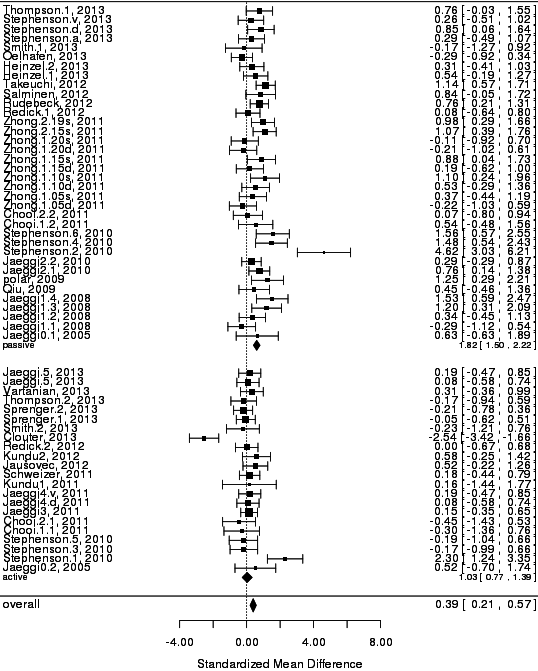 Thompson.1, 2013 0.76 [ -0.03 , 1.55 ]
Stephenson.v, 2013 0.26 [ -0.51 , 1.02 ]
Stephenson.d, 2013 0.85 [ 0.06 , 1.64 ]
Stephenson.a, 2013 0.29 [ -0.49 , 1.07 ]
Smith.1, 2013 -0.17 [ -1.27 , 0.92 ]
Oelhafen, 2013 -0.29 [ -0.92 , 0.34 ]
Heinzel.2, 2013 0.31 [ -0.41 , 1.03 ]
Heinzel.1, 2013 0.54 [ -0.19 , 1.27 ]
Takeuchi, 2012 1.14 [ 0.57 , 1.71 ]
Salminen, 2012 0.84 [ -0.05 , 1.72 ]
Rudebeck, 2012 0.76 [ 0.21 , 1.31 ]
Redick.1, 2012 0.08 [ -0.64 , 0.80 ]
Zhong.2.19s, 2011 0.98 [ 0.29 , 1.66 ]
Zhong.2.15s, 2011 1.07 [ 0.39 , 1.76 ]
Zhong.1.20s, 2011 -0.11 [ -0.92 , 0.70 ]
Zhong.1.20d, 2011 -0.21 [ -1.02 , 0.61 ]
Zhong.1.15s, 2011 0.88 [ 0.04 , 1.73 ]
Zhong.1.15d, 2011 0.19 [ -0.62 , 1.00 ]
Zhong.1.10s, 2011 1.10 [ 0.24 , 1.96 ]
Zhong.1.10d, 2011 0.53 [ -0.29 , 1.36 ]
Zhong.1.05s, 2011 0.37 [ -0.44 , 1.19 ]
Zhong.1.05d, 2011 -0.22 [ -1.03 , 0.59 ]
Chooi.2.2, 2011 0.07 [ -0.80 , 0.94 ]
Chooi.1.2, 2011 0.54 [ -0.48 , 1.56 ]
Stephenson.6, 2010 1.56 [ 0.57 , 2.55 ]
Stephenson.4, 2010 1.48 [ 0.54 , 2.43 ]
Stephenson.2, 2010 4.62 [ 3.03 , 6.21 ]
Jaeggi.2.2, 2010 0.29 [ -0.29 , 0.87 ]
Jaeggi2.1, 2010 0.76 [ 0.14 , 1.38 ]
polar, 2009 1.25 [ 0.29 , 2.21 ]
Qiu, 2009 0.45 [ -0.46 , 1.36 ]
Jaeggi1.4, 2008 1.53 [ 0.59 , 2.47 ]
Jaeggi1.3, 2008 1.20 [ 0.31 , 2.09 ]
Jaeggi1.2, 2008 0.34 [ -0.45 , 1.13 ]
Jaeggi1.1, 2008 -0.29 [ -1.12 , 0.54 ]
Jaeggi0.1, 2005 0.63 [ -0.63 , 1.89 ]
passive 1.82 [ 1.50 , 2.22 ]
Jaeggi.5, 2013 0.19 [ -0.47 , 0.85 ]
Jaeggi.5, 2013 0.08 [ -0.58 , 0.74 ]
Vartanian, 2013 0.31 [ -0.36 , 0.99 ]
Thompson.2, 2013 -0.17 [ -0.94 , 0.59 ]
Sprenger.2, 2013 -0.21 [ -0.78 , 0.36 ]
Sprenger.1, 2013 -0.05 [ -0.62 , 0.51 ]
Smith.2, 2013 -0.23 [ -1.21 , 0.76 ]
Clouter, 2013 -2.54 [ -3.42 , -1.66 ]
Redick.2, 2012 0.00 [ -0.67 , 0.68 ]
Kundu2, 2012 0.58 [ -0.25 , 1.42 ]
Jausovec, 2012 0.52 [ -0.22 , 1.26 ]
Schweizer, 2011 0.18 [ -0.44 , 0.79 ]
Kundu1, 2011 0.16 [ -1.44 , 1.77 ]
Jaeggi4.v, 2011 0.19 [ -0.47 , 0.85 ]
Jaeggi4.d, 2011 0.08 [ -0.58 , 0.74 ]
Jaeggi3, 2011 0.15 [ -0.35 , 0.65 ]
Chooi.2.1, 2011 -0.45 [ -1.43 , 0.53 ]
Chooi.1.1, 2011 -0.30 [ -1.36 , 0.76 ]
Stephenson.5, 2010 -0.19 [ -1.04 , 0.66 ]
Stephenson.3, 2010 -0.17 [ -0.99 , 0.66 ]
Stephenson.1, 2010 2.30 [ 1.24 , 3.35 ]
Jaeggi0.2, 2005 0.52 [ -0.70 , 1.74 ]
active 1.03 [ 0.77 , 1.39 ]
overall 0.39 [ 0.21 , 0.57 ]
-4.00 0.00 4.00 8.00
Standardized Mean Difference